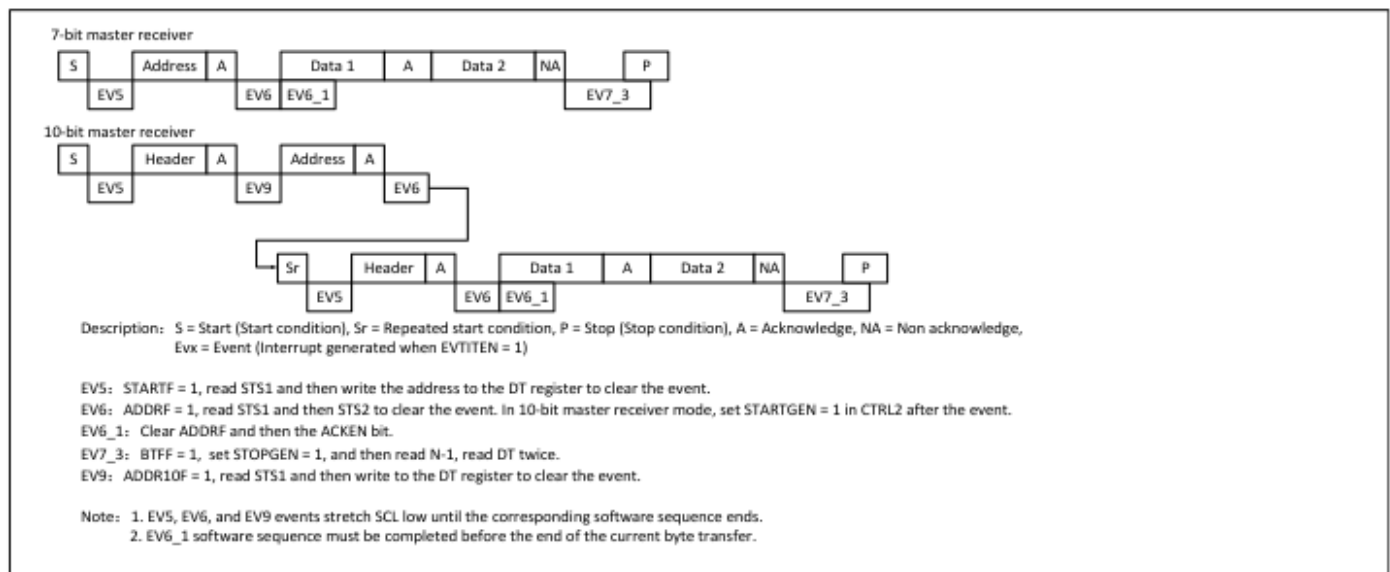 7-bit master receiver
S Address A Data 1 A Data 2 NA P
EV5 EV6 EV6_1 EV7_3
10-bit master receiver
S Header A Address A
EV5 EV9 EV6
Sr Header A Data 1 A Data 2 NA P
EV5 EV6 EV6_1 EV7_3
Description: S = Start (Start condition), Sr = Repeated start condition, P = Stop (Stop condition), A = Acknowledge, NA = Non acknowledge,
Evx = Event (Interrupt generated when EVTITEN = 1)
EV5: STARTF = 1, read STS1 and then write the address to the DT register to clear the event.
EV6: ADDRF = 1, read STS1 and then STS2 to clear the event. In 10-bit master receiver mode, set STARTGEN = 1 in CTRL2 after the event.
EV6_1: Clear ADDRF and then the ACKEN bit.
EV7_3: BTFF = 1, set STOPGEN = 1, and then read N-1, read DT twice.
EV9: ADDR10F = 1, read STS1 and then write to the DT register to clear the event.
Note: 1. EV5, EV6, and EV9 events stretch SCL low until the corresponding software sequence ends.
2. EV6_1 software sequence must be completed before the end of the current byte transfer.